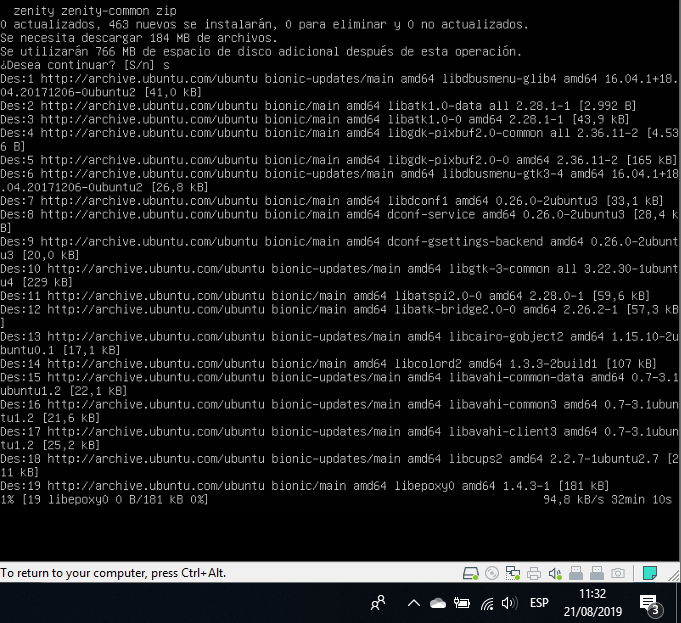 zenity zenity-common zip
0 actualizados, 463 nuevos se instalarán, 0 para eliminar y 0 no actualizados.
Se necesita descargar 184 MB de archivos.
Se utilizarán 766 MB de espacio de disco adicional después de esta operación.
¿Desea continuar? [S/n] s
Des:1 http://archive.ubuntu.com/ubuntu bionic-updates/main amd64 libdbusmenu-glib4 amd64 16.04.1+18
.04.20171206-0ubuntu2 [41,0 kB]
Des:2 http://archive.ubuntu.com/ubuntu bionic/main amd64 libatk1.0-data all 2.28.1-1 [2.992 B]
Des:3 http://archive.ubuntu.com/ubuntu bionic/main amd64 libatk1.0-0 amd64 2.28.1-1 [43,9 kB]
Des:4 http://archive.ubuntu.com/ubuntu bionic/main amd64 libgdk-pixbuf2.0-common all 2.36.11-2 [4.53
6 B]
Des:5 http://archive.ubuntu.com/ubuntu bionic/main amd64 libgdk-pixbuf2.0-0 amd64 2.36.11-2 [165 kB]
Des:6 http://archive.ubuntu.com/ubuntu bionic-updates/main amd64 libdbusmenu-gtk3-4 amd64 16.04.1+18
.04.20171206-0ubuntu2 [26,8 kB]
Des:7 http://archive.ubuntu.com/ubuntu bionic/main amd64 libdconf1 amd64 0.26.0-2ubuntu3 [33,1 kB]
Des:8 http://archive.ubuntu.com/ubuntu bionic/main amd64 dconf-service amd64 0.26.0-2ubuntu3 [28,4 k
B]
Des:9 http://archive.ubuntu.com/ubuntu bionic/main amd64 dconf-gsettings-backend amd64 0.26.0-2ubunt
u3 [20,0 kB]
Des:10 http://archive.ubuntu.com/ubuntu bionic-updates/main amd64 libgtk-3-common all 3.22.30-1ubunt
u4 [229 kB]
Des:11 http://archive.ubuntu.com/ubuntu bionic/main amd64 libatspi2.0-0 amd64 2.28.0-1 [59,6 kB]
Des:12 http://archive.ubuntu.com/ubuntu bionic/main amd64 libatk-bridge2.0-0 amd64 2.26.2-1 [57,3 kB
]
Des:13 http://archive.ubuntu.com/ubuntu bionic-updates/main amd64 libcairo-gobject2 amd64 1.15.10-2u
buntu0.1 [17,1 kB]
Des:14 http://archive.ubuntu.com/ubuntu bionic/main amd64 libcolord2 amd64 1.3.3-2build1 [107 kB]
Des:15 http://archive.ubuntu.com/ubuntu bionic-updates/main amd64 libavahi-common-data amd64 0.7-3.1
ubuntu1.2 [22,1 kB]
Des:16 http://archive.ubuntu.com/ubuntu bionic-updates/main amd64 libavahi-common3 amd64 0.7-3.1ubun
tu1.2 [21,6 kB]
Des:17 http://archive.ubuntu.com/ubuntu bionic-updates/main amd64 libavahi-client3 amd64 0.7-3.1ubun
tu1.2 [25,2 kB]
Des:18 http://archive.ubuntu.com/ubuntu bionic-updates/main amd64 libcups2 amd64 2.2.7-1ubuntu2.7 [2
11 kB]
Des:19 http://archive.ubuntu.com/ubuntu bionic/main amd64 libepoxy0 amd64 1.4.3-1 [181 kB]
1% [19 libepoxy0 0 B/181 kB 0%] 94,8 kB/s 32min 10s
To return to your computer, press Ctrl+Alt.
ESP
11:32
21/08/2019
3